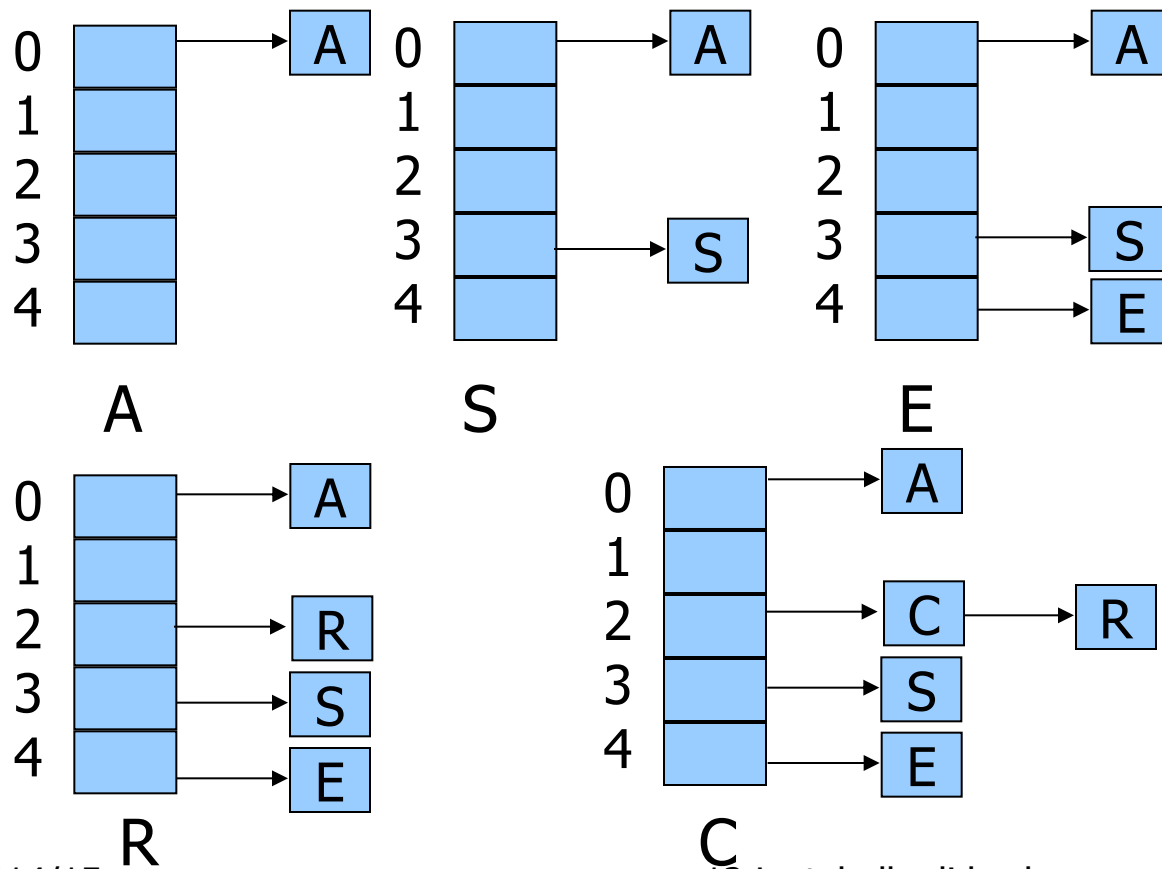 0 A 0 A 0 A
1 1 1
2 2 2
3 3 S 3 S
4 4 4 E
A S E
0 A 0 A
1 1
2 R 2 C R
3 S 3 S
4 E 4 E
R C